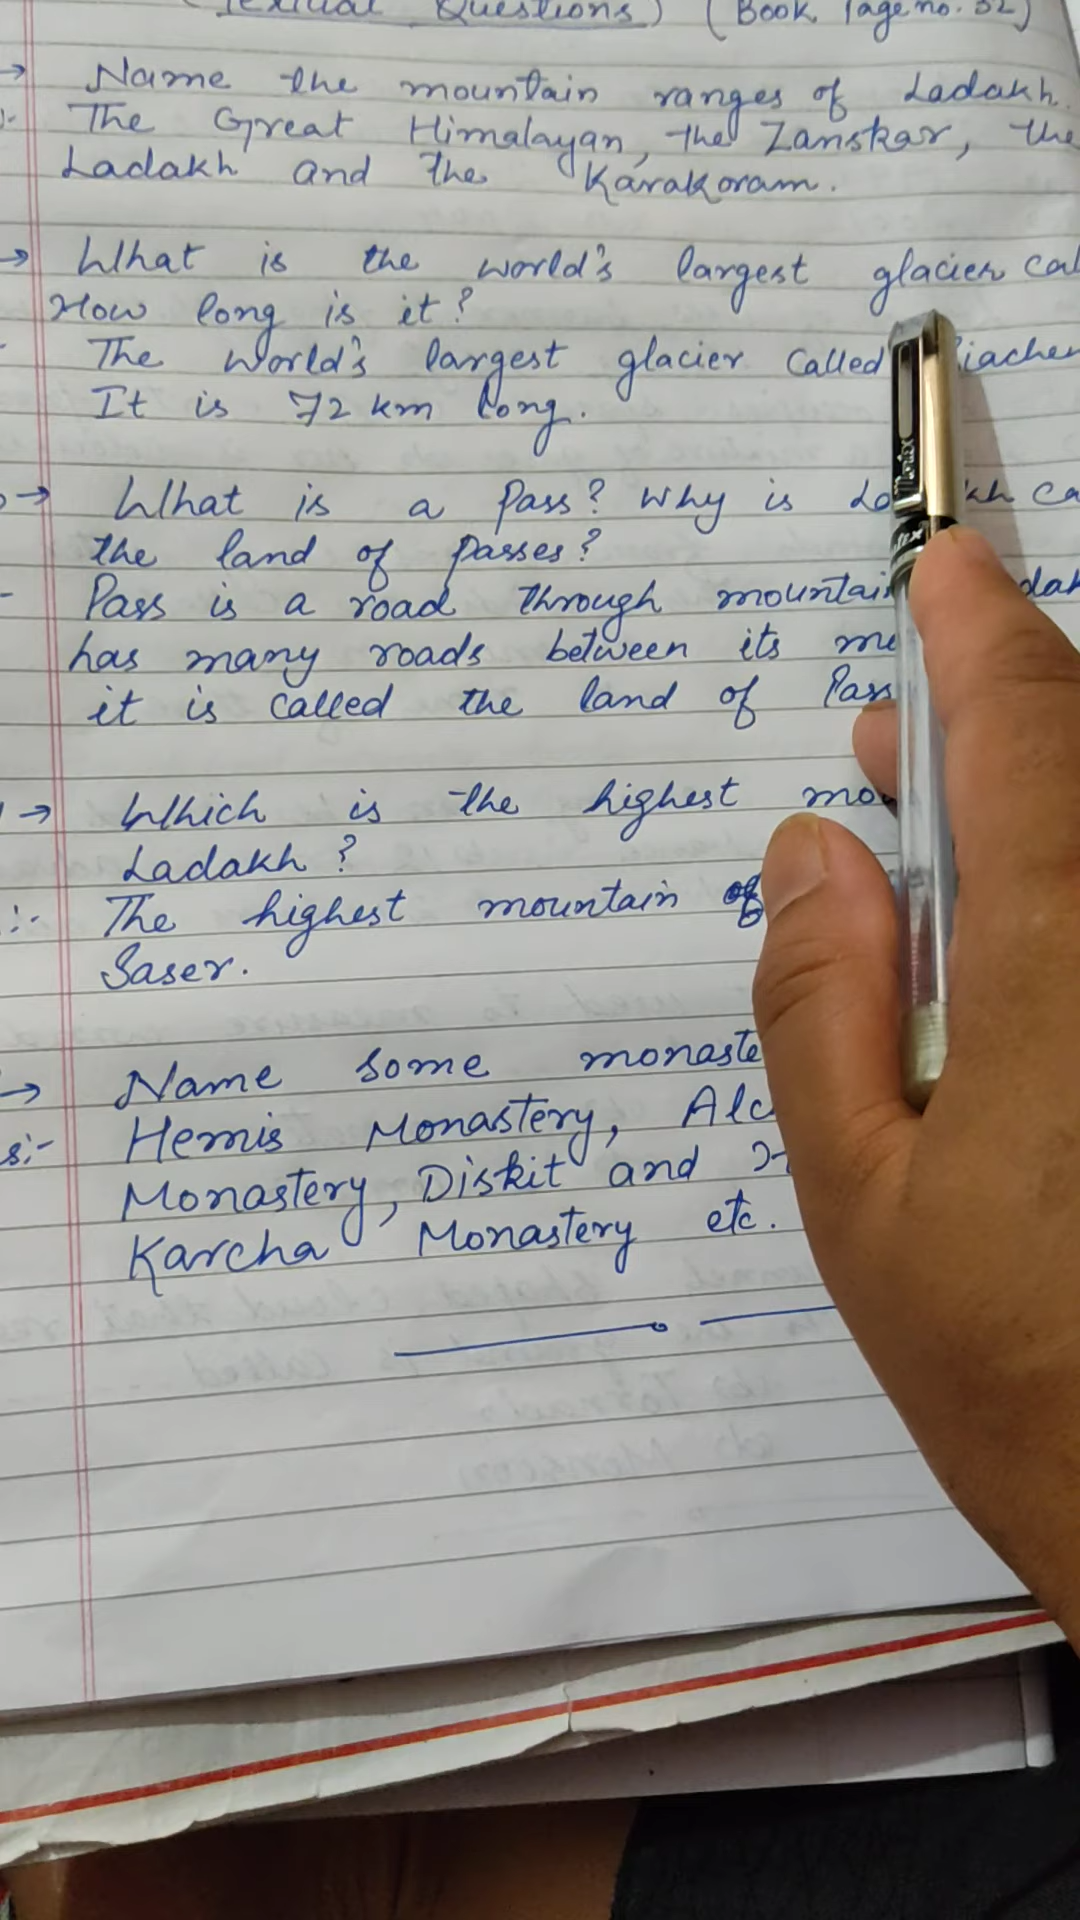 (Textual Questions) (Book Page no. 32)
→ Name the mountain ranges of Ladakh.
The Great Himalayan, the Zanskar, the
Ladakh and the Karakoram.
→ What is the world's largest glacier
How long is it?
The world's largest glacier called
It is 72 km long.
→ What is a Pass? Why is
the land of Passes?
Pass is a road through
has many roads between its
it is called the land of
→ Which is the highest
Ladakh?
The highest mountain of
Saser.
→ Name some
Hemis Monastery,
Monastery, Diskit and
Karcha Monastery etc.